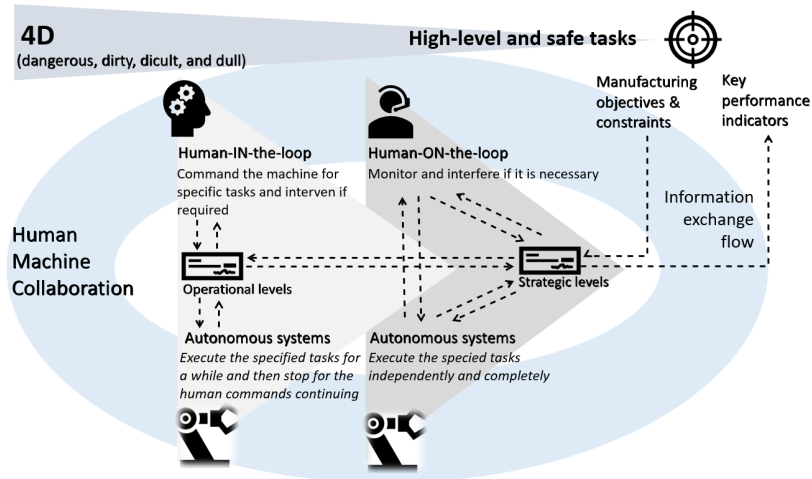 4D
(dangerous, dirty, dicult, and dull)
High-level and safe tasks
Manufacturing
objectives &
constraints
Key
performance
indicators
Human-IN-the-loop
Command the machine for
specific tasks and interven if
required
Human-ON-the-loop
Monitor and interfere if it is necessary
Information
exchange
flow
Human
Machine
Collaboration
Operational levels
Strategic levels
Autonomous systems
Execute the specified tasks for
a while and then stop for the
human commands continuing
Autonomous systems
Execute the specied tasks
independently and completely